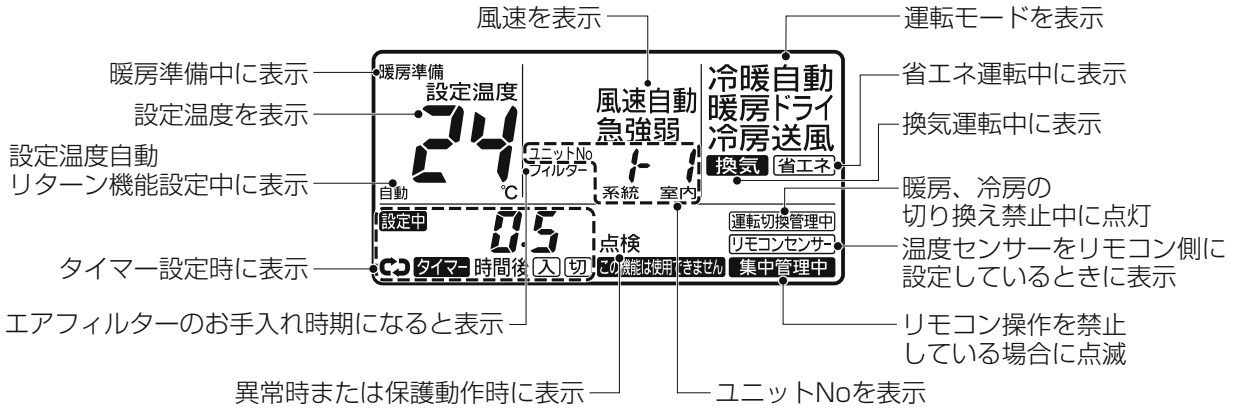 風速を表示
運転モードを表示
暖房準備中に表示
設定温度を表示
設定温度自動
リターン機能設定中に表示
タイマー設定時に表示
エアフィルターのお手入れ時期になると表示
異常時または保護動作時に表示
暖房準備
設定温度
24
自動
℃
風速自動
急強弱
ユニットNo
フィルター
1-1
系統 室内
冷暖自動
暖房ドライ
冷房送風
換気 省エネ
設定中
0.5
タイマー 時間後 入 切
点検
この機能は使用できません
運転切換管理中
リモコンセンサー
集中管理中
省エネ運転中に表示
換気運転中に表示
暖房、冷房の
切り換え禁止中に点灯
温度センサーをリモコン側に
設定しているときに表示
リモコン操作を禁止
している場合に点滅
ユニットNoを表示